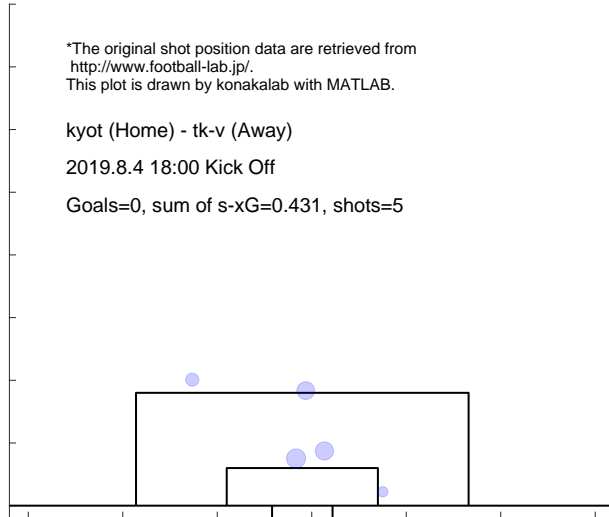 *The original shot position data are retrieved from
http://www.football-lab.jp/.
This plot is drawn by konakalab with MATLAB.
kyot (Home) - tk-v (Away)
2019.8.4 18:00 Kick Off
Goals=0, sum of s-xG=0.431, shots=5